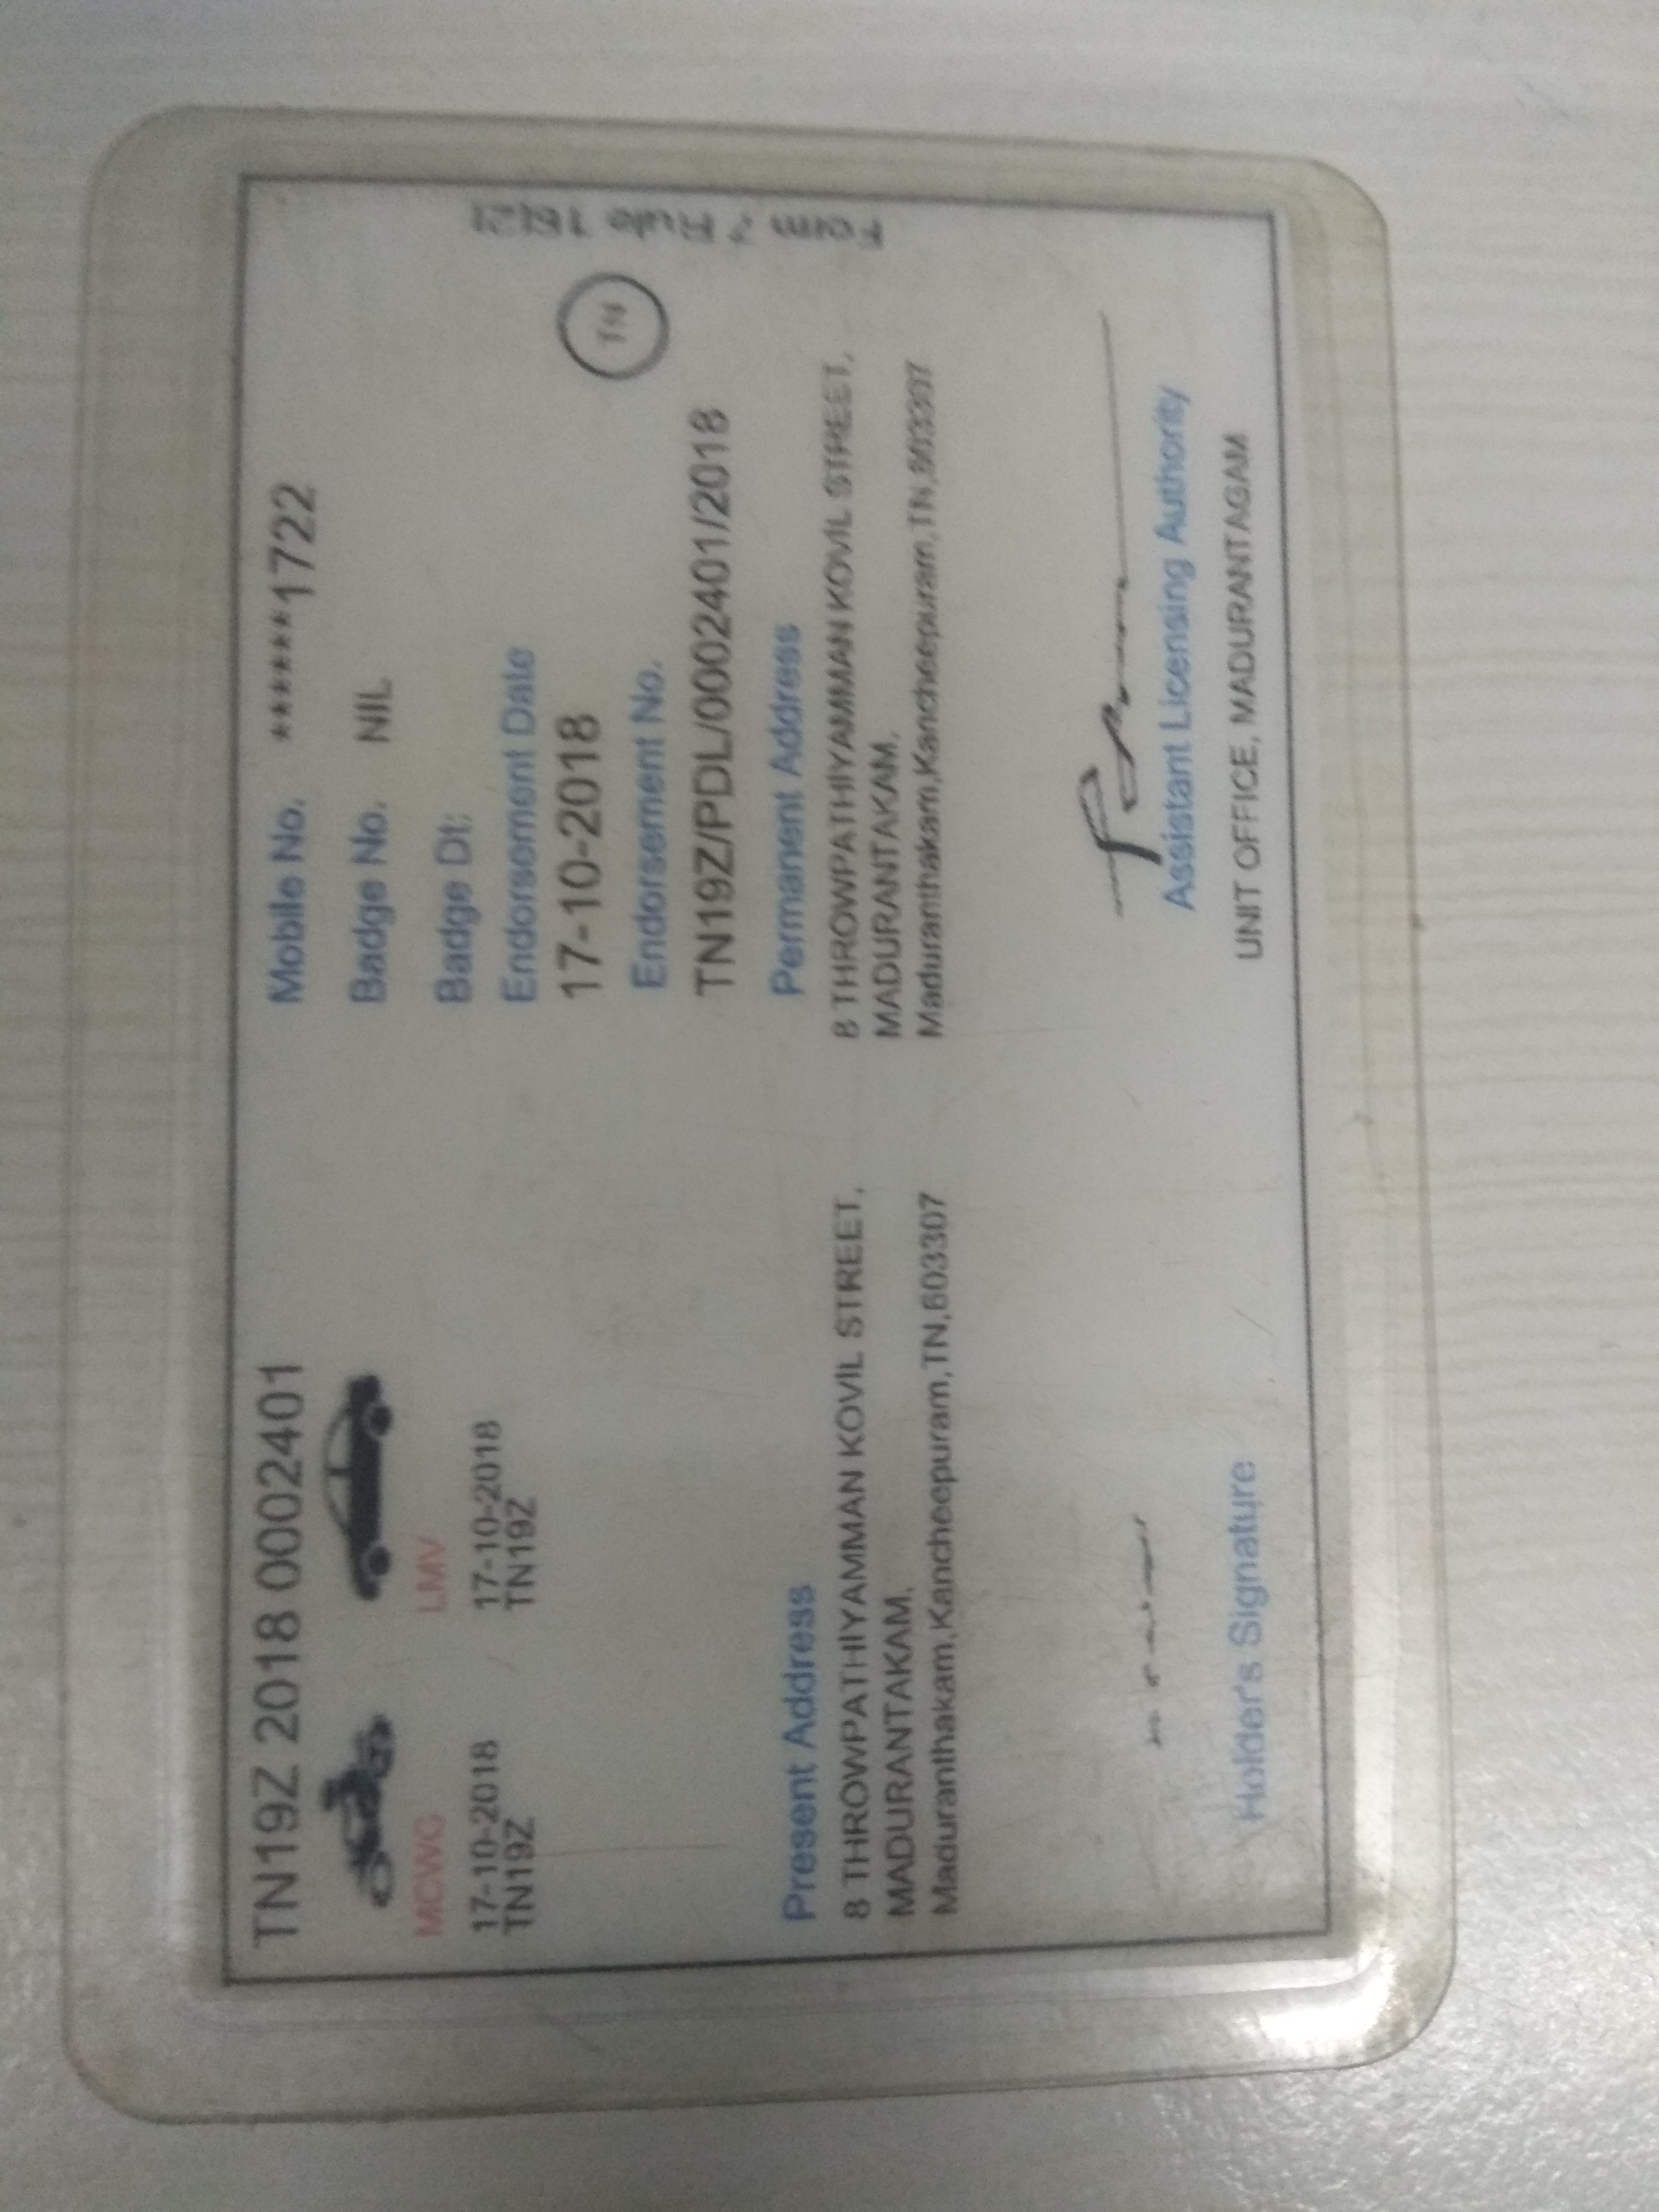 TN19Z 2018 0002401
MCWG
LMV
17-10-2018
TN19Z
17-10-2018
TN19Z
Mobile No. ******1722
Badge No. NIL
Badge Dt:
Endorsement Date
17-10-2018
Endorsement No.
TN19Z/PDL/0002401/2018
Form 7 Rule 16(2)
TN
Present Address
8 THROWPATHIYAMMAN KOVIL STREET,
MADURANTAKAM,
Maduranthakam,Kancheepuram,TN,603307
Permanent Address
8 THROWPATHIYAMMAN KOVIL STREET,
MADURANTAKAM,
Maduranthakam,Kancheepuram,TN,603307
Holder's Signature
Assistant Licensing Authority
UNIT OFFICE, MADURANTAGAM